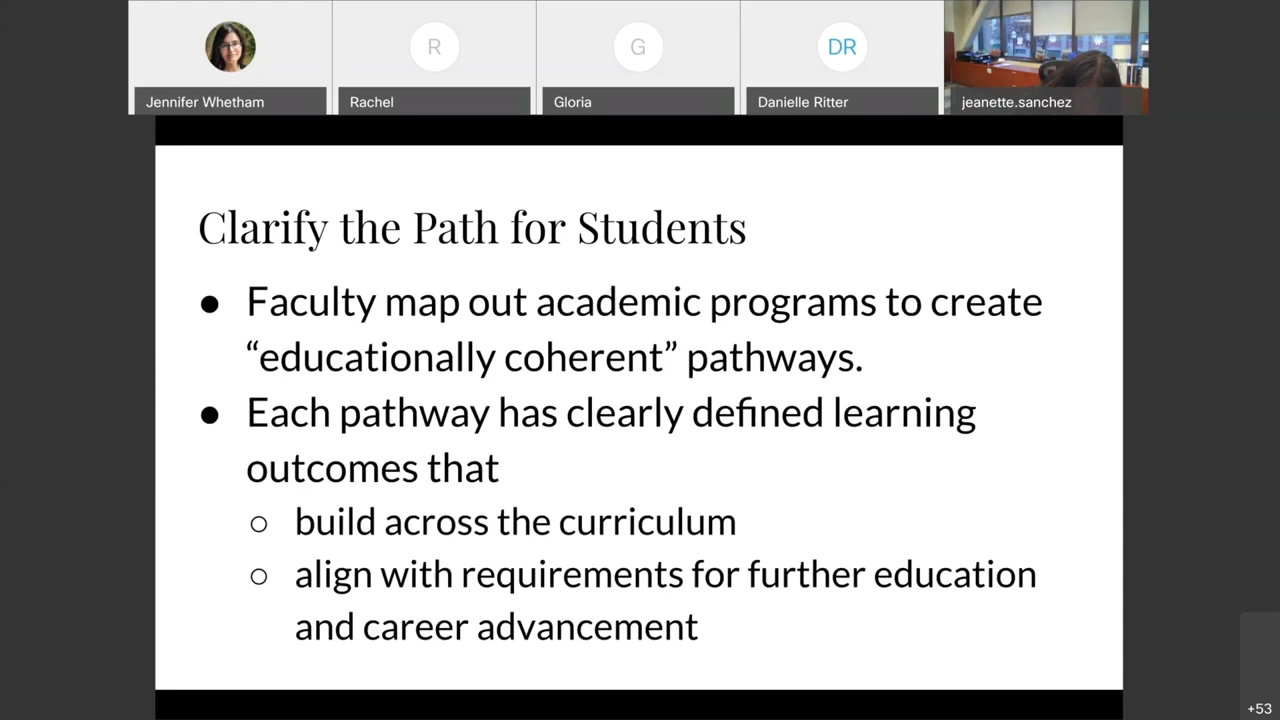 R
G
DR
Jennifer Whetham
Rachel
Gloria
Danielle Ritter
jeanette.sanchez
Clarify the Path for Students
● Faculty map out academic programs to create
“educationally coherent” pathways.
● Each pathway has clearly defined learning
outcomes that
○ build across the curriculum
○ align with requirements for further education
and career advancement
+53